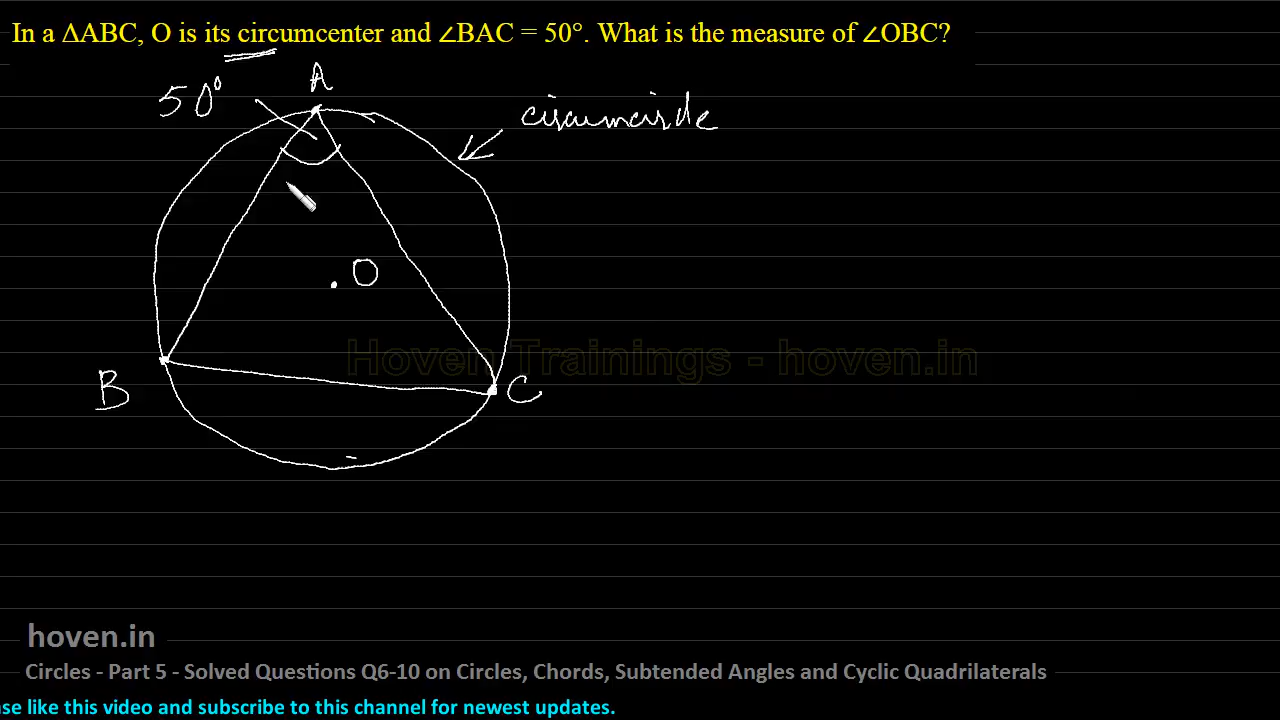 In a ΔABC, O is its circumcenter and ∠BAC = 50°. What is the measure of ∠OBC?
A
50°
circumcircle
O
Hoven Trainings - hoven.in
B
C
hoven.in
Circles - Part 5 - Solved Questions Q6-10 on Circles, Chords, Subtended Angles and Cyclic Quadrilaterals
se like this video and subscribe to this channel for newest updates.